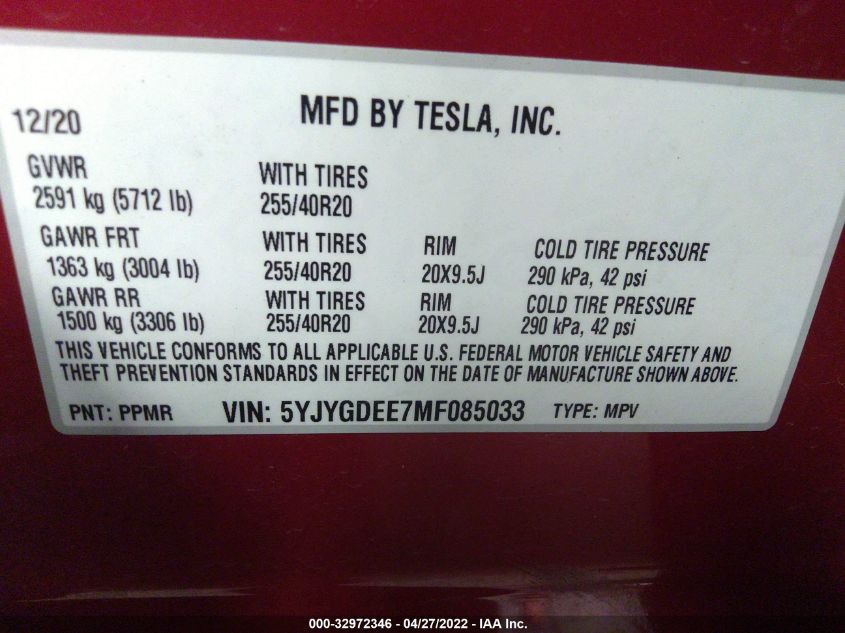 12/20 MFD BY TESLA, INC.
GVWR WITH TIRES
2591 kg (5712 lb) 255/40R20
GAWR FRT WITH TIRES RIM COLD TIRE PRESSURE
1363 kg (3004 lb) 255/40R20 20X9.5J 290 kPa, 42 psi
GAWR RR WITH TIRES RIM COLD TIRE PRESSURE
1500 kg (3306 lb) 255/40R20 20X9.5J 290 kPa, 42 psi
THIS VEHICLE CONFORMS TO ALL APPLICABLE U.S. FEDERAL MOTOR VEHICLE SAFETY AND
THEFT PREVENTION STANDARDS IN EFFECT ON THE DATE OF MANUFACTURE SHOWN ABOVE.
PNT: PPMR VIN: 5YJYGDEE7MF085033 TYPE: MPV
000-32972346 - 04/27/2022 - IAA Inc.